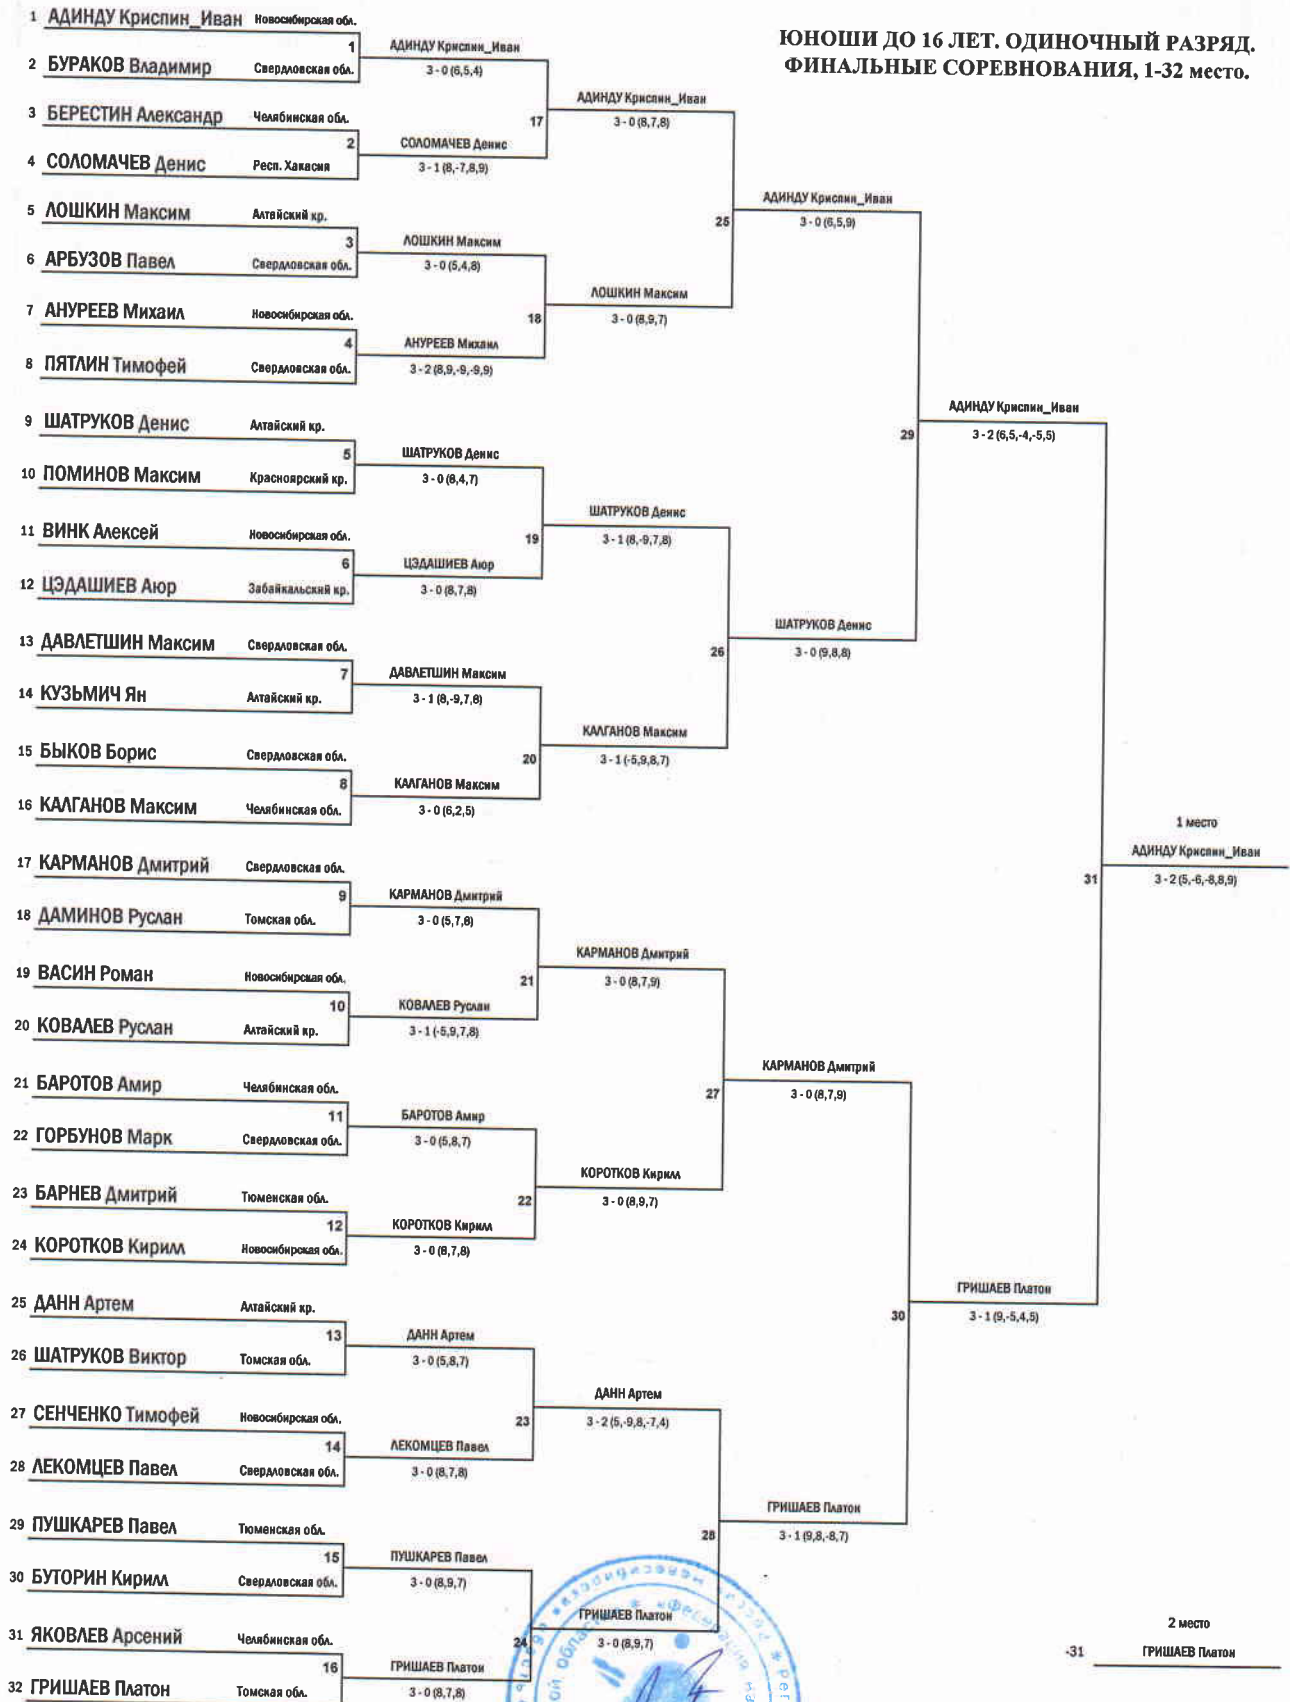 ЮНОШИ ДО 16 ЛЕТ. ОДИНОЧНЫЙ РАЗРЯД.
ФИНАЛЬНЫЕ СОРЕВНОВАНИЯ, 1-32 место.
1 АДИНДУ Криспин_Иван Новосибирская обл.
1
2 БУРАКОВ Владимир Свердловская обл.
3 БЕРЕСТИН Александр Челябинская обл.
2
4 СОЛОМАЧЕВ Денис Респ. Хакасия
5 ЛОШКИН Максим Алтайский кр.
3
6 АРБУЗОВ Павел Свердловская обл.
7 АНУРЕЕВ Михаил Новосибирская обл.
4
8 ПЯТЛИН Тимофей Свердловская обл.
9 ШАТРУКОВ Денис Алтайский кр.
5
10 ПОМИНОВ Максим Красноярский кр.
11 ВИНК Алексей Новосибирская обл.
6
12 ЦЭДАШИЕВ Аюр Забайкальский кр.
13 ДАВЛЕТШИН Максим Свердловская обл.
7
14 КУЗЬМИЧ Ян Алтайский кр.
15 БЫКОВ Борис Свердловская обл.
8
16 КАЛГАНОВ Максим Челябинская обл.
17 КАРМАНОВ Дмитрий Свердловская обл.
9
18 ДАМИНОВ Руслан Томская обл.
19 ВАСИН Роман Новосибирская обл.
10
20 КОВАЛЕВ Руслан Алтайский кр.
21 БАРОТОВ Амир Челябинская обл.
11
22 ГОРБУНОВ Марк Свердловская обл.
23 БАРНЕВ Дмитрий Тюменская обл.
12
24 КОРОТКОВ Кирилл Новосибирская обл.
25 ДАНН Артем Алтайский кр.
13
26 ШАТРУКОВ Виктор Томская обл.
27 СЕНЧЕНКО Тимофей Новосибирская обл.
14
28 ЛЕКОМЦЕВ Павел Свердловская обл.
29 ПУШКАРЕВ Павел Тюменская обл.
15
30 БУТОРИН Кирилл Свердловская обл.
31 ЯКОВЛЕВ Арсений Челябинская обл.
16
32 ГРИШАЕВ Платон Томская обл.
АДИНДУ Криспин_Иван
3 - 0 (6,5,4)
17
СОЛОМАЧЕВ Денис
3 - 1 (8,-7,8,9)
ЛОШКИН Максим
3 - 0 (5,4,8)
18
АНУРЕЕВ Михаил
3 - 2 (8,9,-9,-9,9)
ШАТРУКОВ Денис
3 - 0 (8,4,7)
19
ЦЭДАШИЕВ Аюр
3 - 0 (8,7,8)
ДАВЛЕТШИН Максим
3 - 1 (8,-9,7,8)
20
КАЛГАНОВ Максим
3 - 0 (6,2,5)
КАРМАНОВ Дмитрий
3 - 0 (5,7,8)
21
КОВАЛЕВ Руслан
3 - 1 (-5,9,7,8)
БАРОТОВ Амир
3 - 0 (5,8,7)
22
КОРОТКОВ Кирилл
3 - 0 (8,7,8)
ДАНН Артем
3 - 0 (5,8,7)
23
ЛЕКОМЦЕВ Павел
3 - 0 (8,7,8)
ПУШКАРЕВ Павел
3 - 0 (8,9,7)
24
ГРИШАЕВ Платон
3 - 0 (8,7,8)
АДИНДУ Криспин_Иван
3 - 0 (8,7,8)
25
ЛОШКИН Максим
3 - 0 (8,9,7)
ШАТРУКОВ Денис
3 - 1 (8,-9,7,8)
26
КАЛГАНОВ Максим
3 - 1 (-5,9,8,7)
КАРМАНОВ Дмитрий
3 - 0 (8,7,9)
27
КОРОТКОВ Кирилл
3 - 0 (8,9,7)
ДАНН Артем
3 - 2 (5,-9,8,-7,4)
28
ГРИШАЕВ Платон
3 - 0 (8,9,7)
АДИНДУ Криспин_Иван
3 - 0 (6,5,9)
29
ШАТРУКОВ Денис
3 - 0 (9,8,8)
КАРМАНОВ Дмитрий
3 - 0 (8,7,9)
30
ГРИШАЕВ Платон
3 - 1 (9,8,-8,7)
АДИНДУ Криспин_Иван
3 - 2 (6,5,-4,-5,5)
31
ГРИШАЕВ Платон
3 - 1 (9,-5,4,5)
1 место
АДИНДУ Криспин_Иван
3 - 2 (5,-6,-8,8,9)
2 место
-31 ГРИШАЕВ Платон